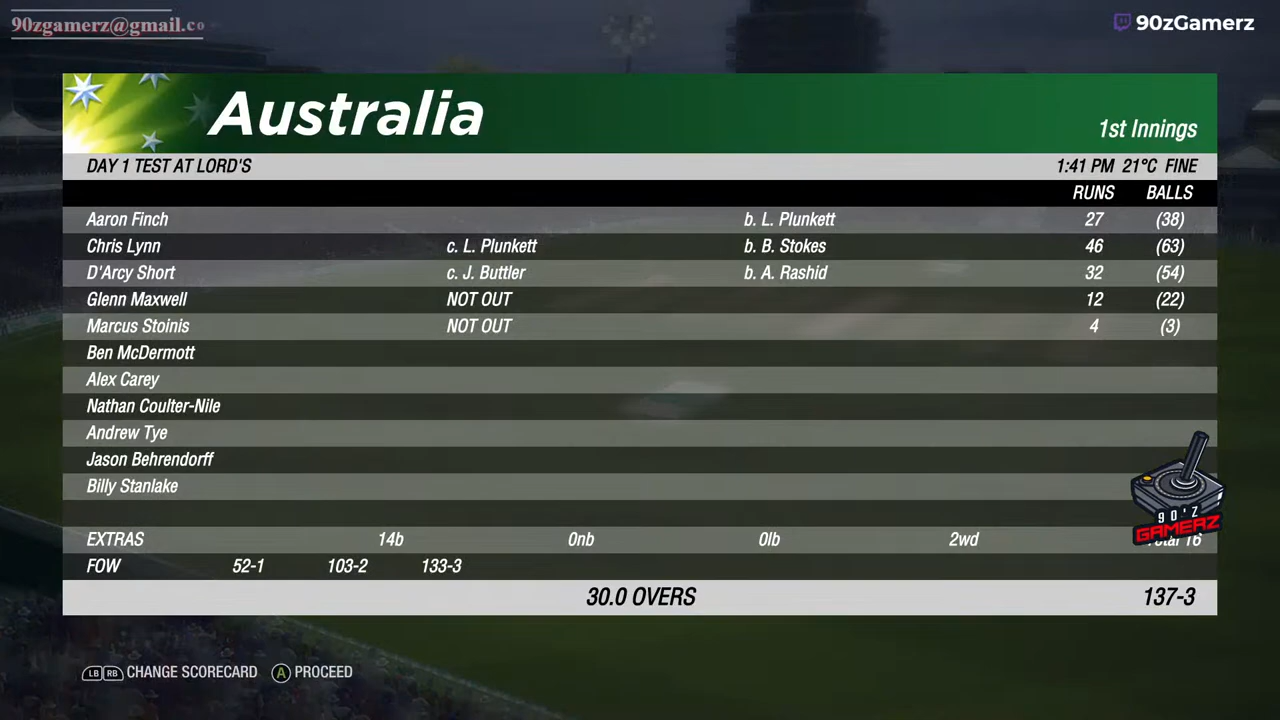 90zgamerz@gmail.co
90zGamerz
Australia
1st Innings
DAY 1 TEST AT LORD'S 1:41 PM 21°C FINE
RUNS BALLS
Aaron Finch b. L. Plunkett 27 (38)
Chris Lynn c. L. Plunkett b. B. Stokes 46 (63)
D'Arcy Short c. J. Buttler b. A. Rashid 32 (54)
Glenn Maxwell NOT OUT 12 (22)
Marcus Stoinis NOT OUT 4 (3)
Ben McDermott
Alex Carey
Nathan Coulter-Nile
Andrew Tye
Jason Behrendorff
Billy Stanlake
90'Z
GAMERZ
EXTRAS 14b 0nb 0lb 2wd Total 16
FOW 52-1 103-2 133-3
30.0 OVERS 137-3
LB RB CHANGE SCORECARD A PROCEED